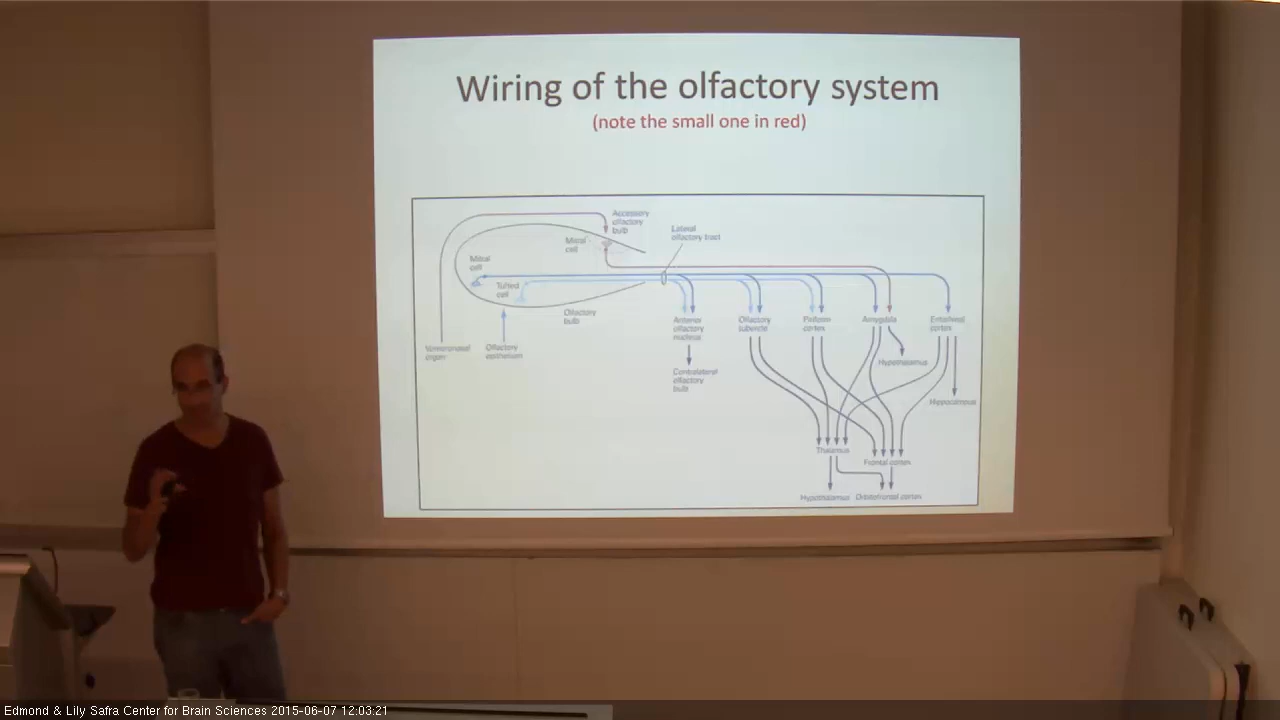 Wiring of the olfactory system
(note the small one in red)
Accessory
olfactory
bulb
Mitral
cell
Lateral
olfactory tract
Mitral
cell
Tufted
cell
Olfactory
bulb
Vomeronasal
organ
Olfactory
epithelium
Anterior
olfactory
nucleus
Olfactory
tubercle
Piriform
cortex
Amygdala
Entorhinal
cortex
Contralateral
olfactory
bulb
Hypothalamus
Hippocampus
Thalamus
Frontal cortex
Hypothalamus
Orbitofrontal cortex
Edmond & Lily Safra Center for Brain Sciences 2015-06-07 12:03:21